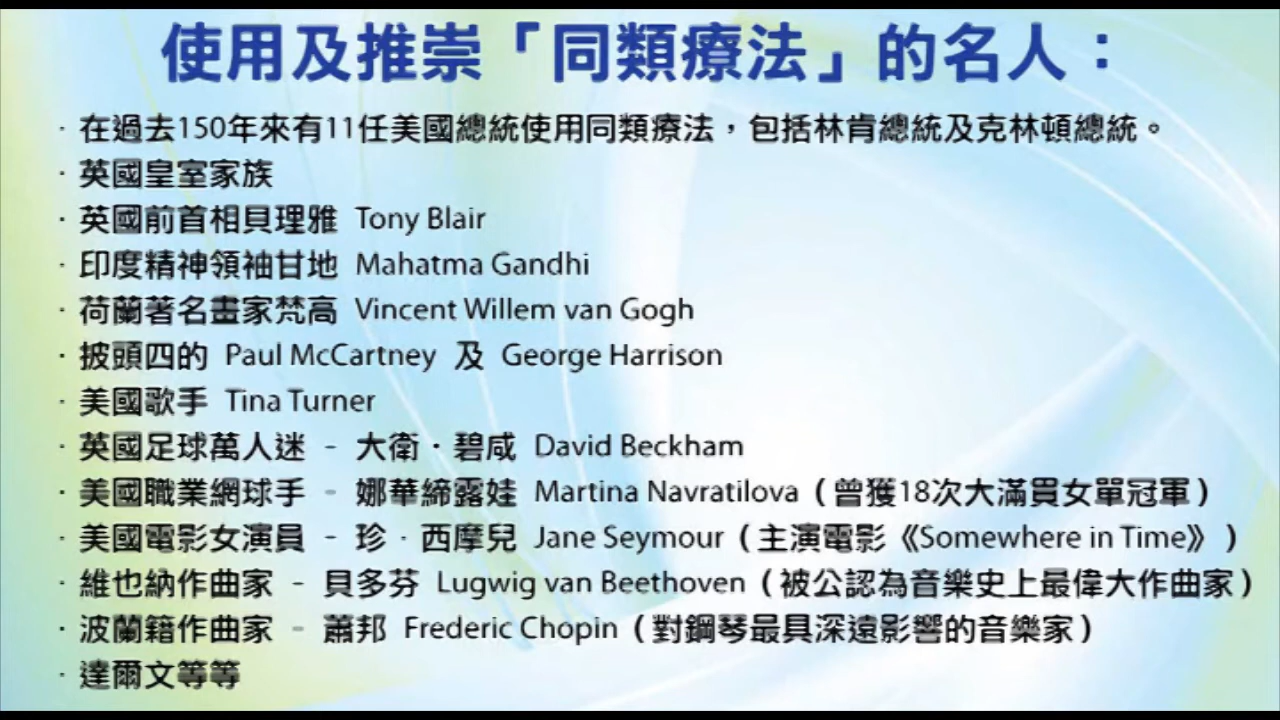 使用及推崇「同類療法」的名人：
· 在過去150年來有11任美國總統使用同類療法，包括林肯總統及克林頓總統。
· 英國皇室家族
· 英國前首相貝理雅 Tony Blair
· 印度精神領袖甘地 Mahatma Gandhi
· 荷蘭著名畫家梵高 Vincent Willem van Gogh
· 披頭四的 Paul McCartney 及 George Harrison
· 美國歌手 Tina Turner
· 英國足球萬人迷 - 大衛·碧咸 David Beckham
· 美國職業網球手 - 娜華締露娃 Martina Navratilova（曾獲18次大滿貫女單冠軍）
· 美國電影女演員 - 珍·西摩兒 Jane Seymour（主演電影《Somewhere in Time》）
· 維也納作曲家 - 貝多芬 Lugwig van Beethoven（被公認為音樂史上最偉大作曲家）
· 波蘭籍作曲家 - 蕭邦 Frederic Chopin（對鋼琴最具深遠影響的音樂家）
· 達爾文等等